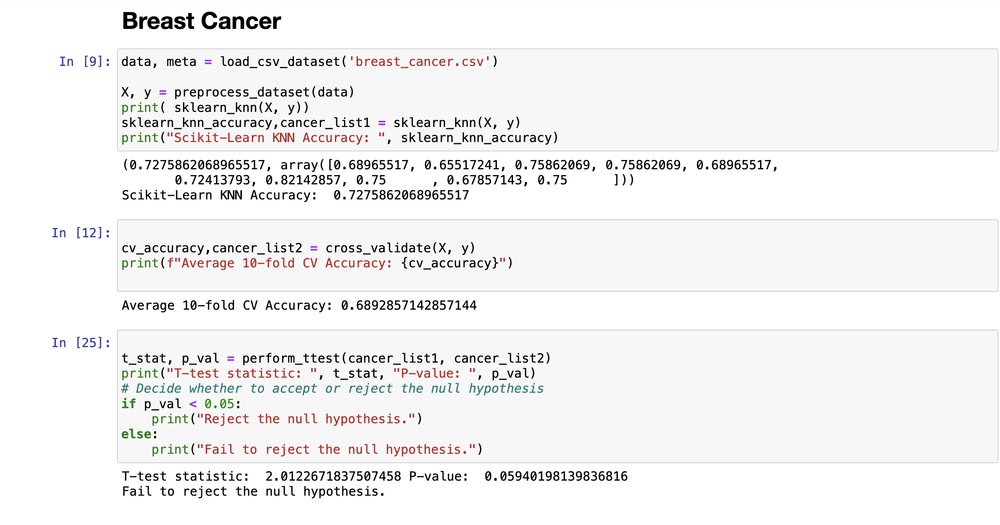 Breast Cancer
In [9]:
data, meta = load_csv_dataset('breast_cancer.csv')
X, y = preprocess_dataset(data)
print( sklearn_knn(X, y))
sklearn_knn_accuracy,cancer_list1 = sklearn_knn(X, y)
print("Scikit-Learn KNN Accuracy: ", sklearn_knn_accuracy)
(0.7275862068965517, array([0.68965517, 0.65517241, 0.75862069, 0.75862069, 0.68965517,
       0.72413793, 0.82142857, 0.75      , 0.67857143, 0.75      ]))
Scikit-Learn KNN Accuracy:  0.7275862068965517
In [12]:
cv_accuracy,cancer_list2 = cross_validate(X, y)
print(f"Average 10-fold CV Accuracy: {cv_accuracy}")
Average 10-fold CV Accuracy: 0.6892857142857144
In [25]:
t_stat, p_val = perform_ttest(cancer_list1, cancer_list2)
print("T-test statistic: ", t_stat, "P-value: ", p_val)
# Decide whether to accept or reject the null hypothesis
if p_val < 0.05:
    print("Reject the null hypothesis.")
else:
    print("Fail to reject the null hypothesis.")
T-test statistic:  2.0122671837507458 P-value:  0.05940198139836816
Fail to reject the null hypothesis.